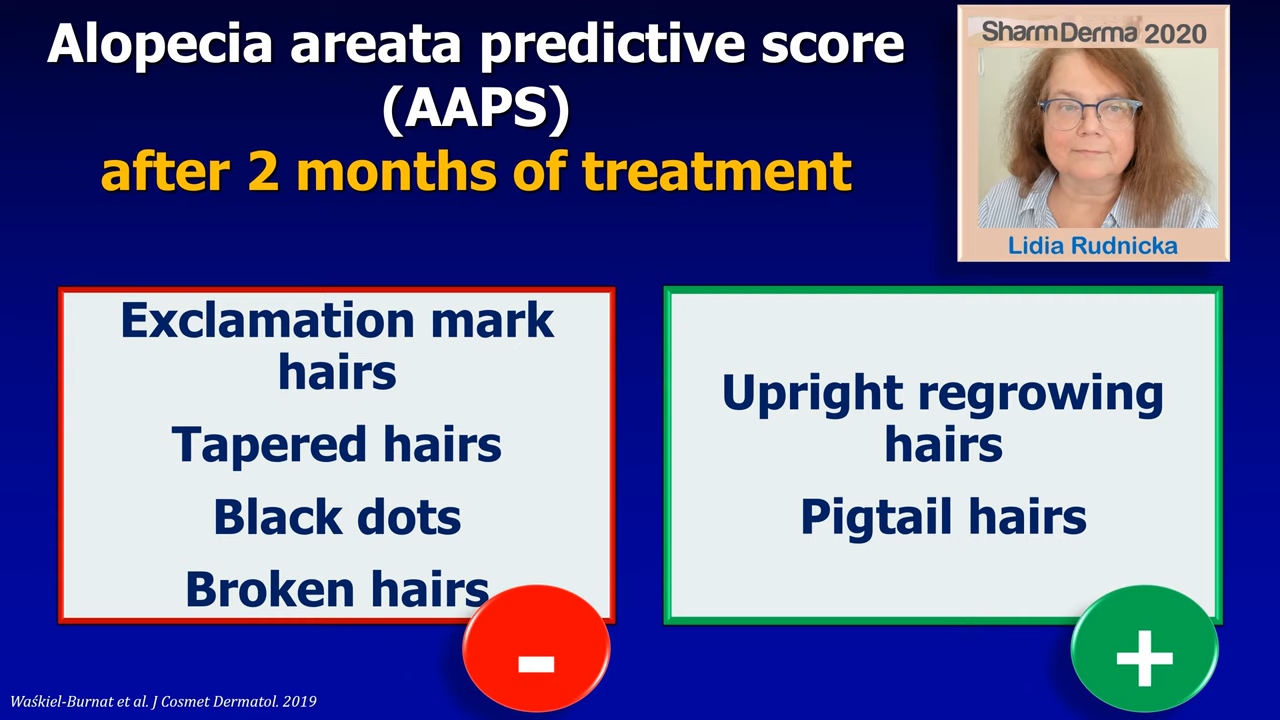 Alopecia areata predictive score
(AAPS)
after 2 months of treatment
SharmDerma 2020
Lidia Rudnicka
Exclamation mark
hairs
Tapered hairs
Black dots
Broken hairs
-
Upright regrowing
hairs
Pigtail hairs
+
Waśkiel-Burnat et al. J Cosmet Dermatol. 2019